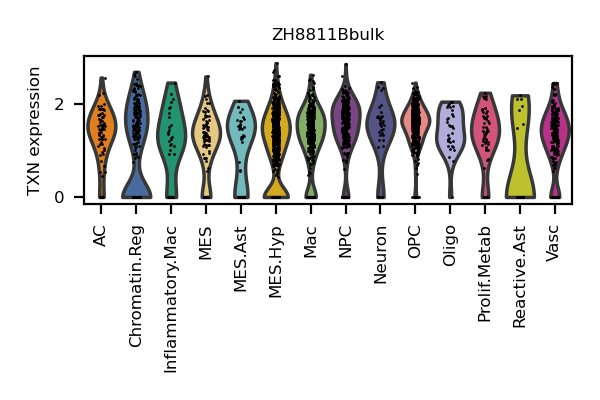 ZH8811Bbulk
TXN expression
2
0
AC
Chromatin.Reg
Inflammatory.Mac
MES
MES.Ast
MES.Hyp
Mac
NPC
Neuron
OPC
Oligo
Prolif.Metab
Reactive.Ast
Vasc